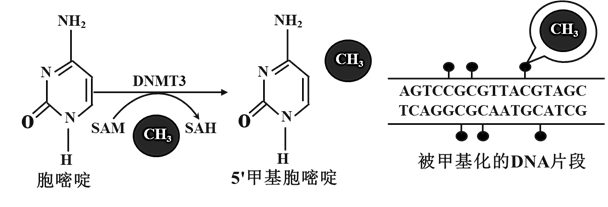 NH₂
N
O
N
H
胞嘧啶
DNMT3
SAM
CH₃
SAH
NH₂
N
O
N
H
CH₃
5'甲基胞嘧啶
CH₃
AGTCCGCGTTACGTAGC
TCAGGCGCAATGCATCG
被甲基化的DNA片段